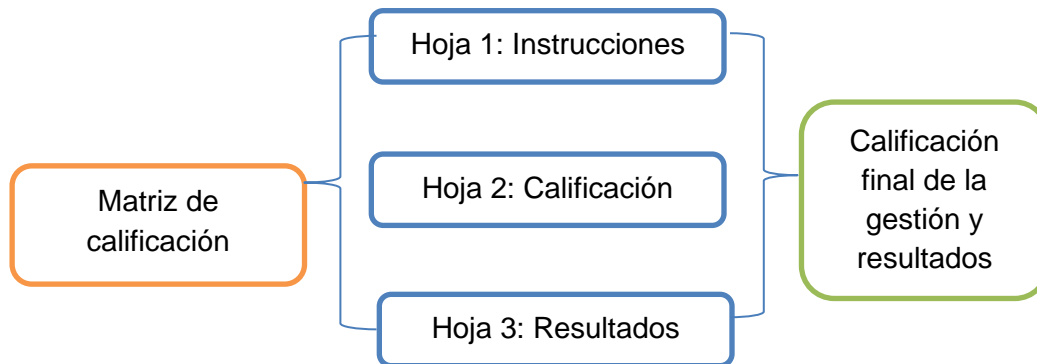 Matriz de
calificación
Hoja 1: Instrucciones
Hoja 2: Calificación
Hoja 3: Resultados
Calificación
final de la
gestión y
resultados